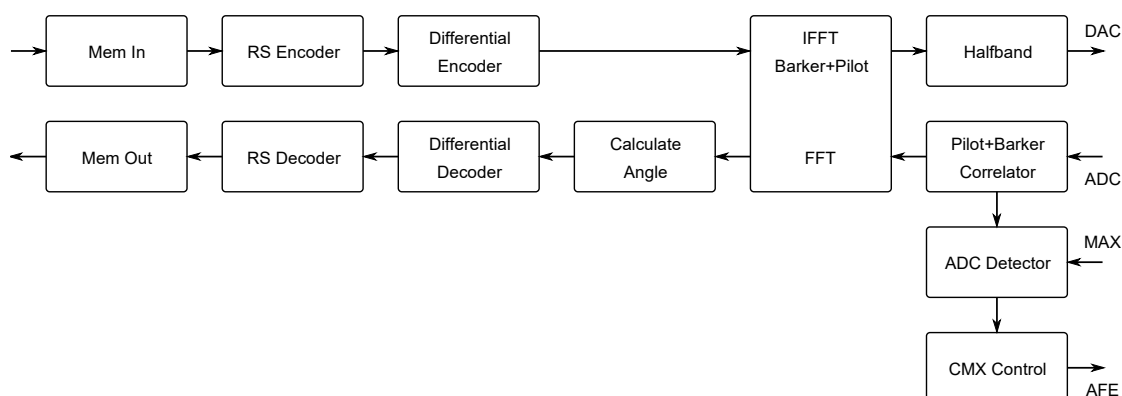 Mem In
RS Encoder
Differential
Encoder
IFFT
Barker+Pilot
Halfband
DAC
Mem Out
RS Decoder
Differential
Decoder
Calculate
Angle
FFT
Pilot+Barker
Correlator
ADC
ADC Detector
MAX
CMX Control
AFE